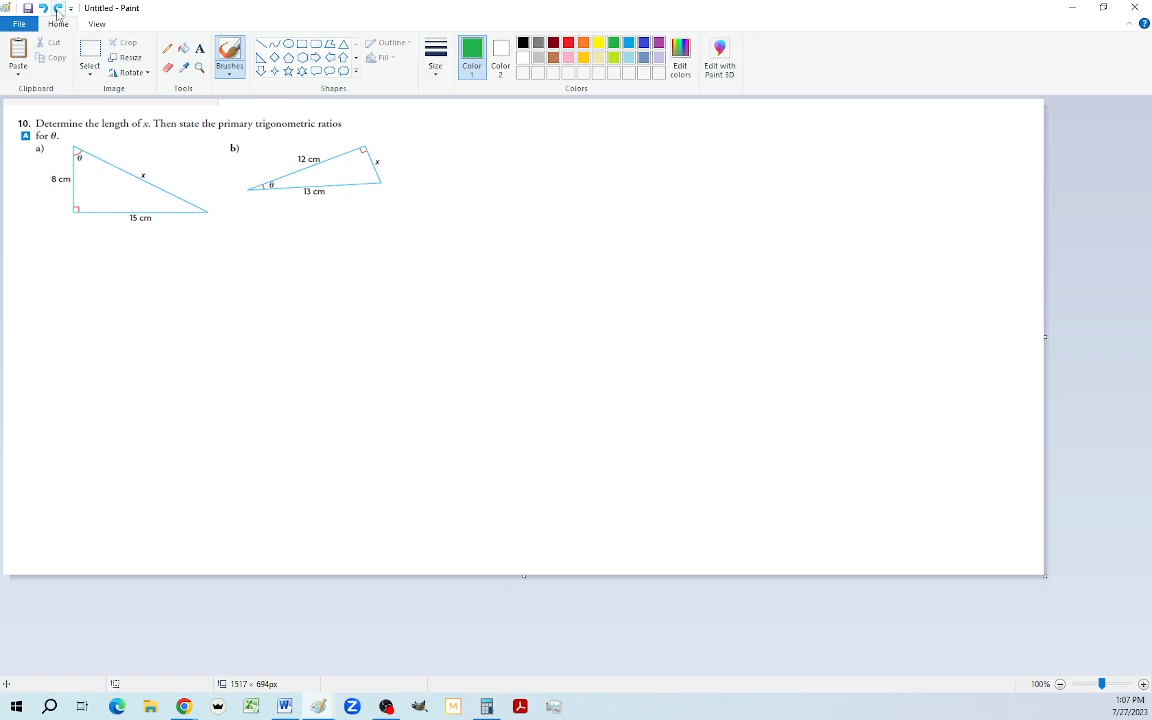 Untitled - Paint
File
Home
View
Paste
Cut
Copy
Clipboard
Select
Crop
Resize
Rotate
Image
A
Tools
Brushes
Shapes
Outline
Fill
Size
Color 1
Color 2
Edit colors
Edit with Paint 3D
Colors
10. Determine the length of x. Then state the primary trigonometric ratios
A for θ.
a)
θ
8 cm
x
15 cm
b)
12 cm
x
θ
13 cm
1517 × 694px
100%
1:07 PM
7/27/2023